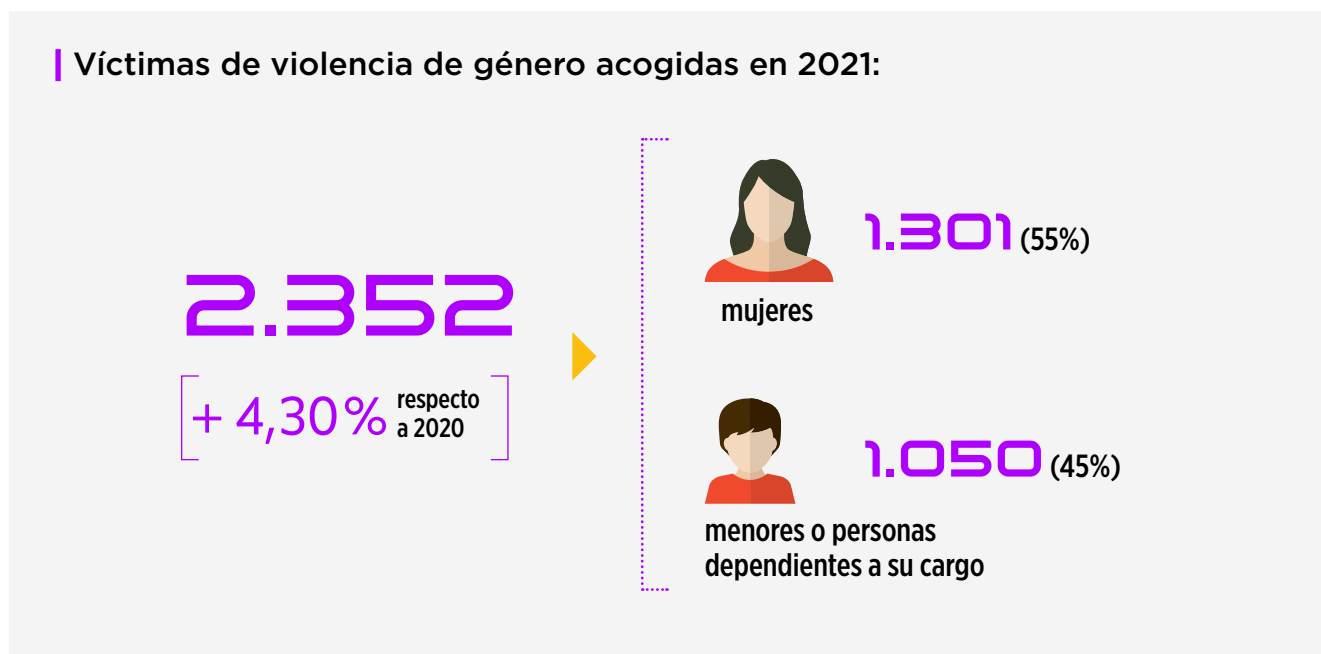 Víctimas de violencia de género acogidas en 2021:
2.352
+ 4,30% respecto
a 2020
1.301 (55%)
mujeres
1.050 (45%)
menores o personas
dependientes a su cargo